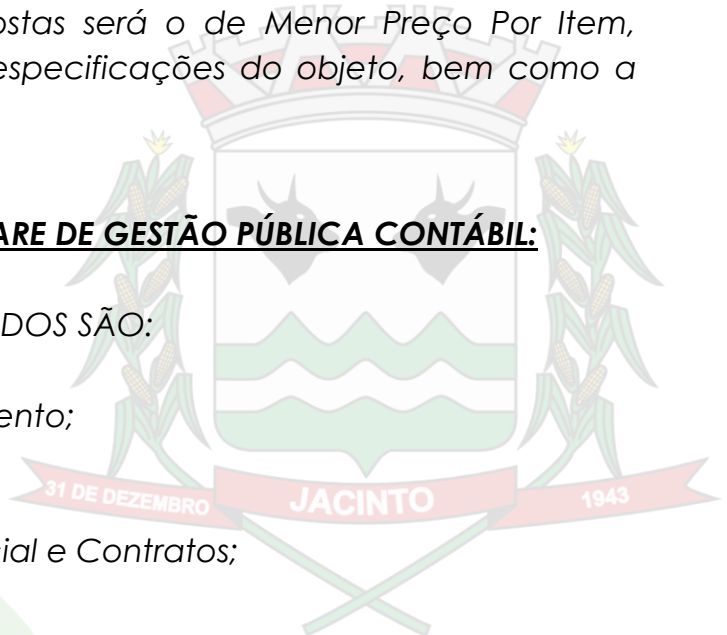 ostas será o de Menor Preço Por Item,
especificações do objeto, bem como a
ARE DE GESTÃO PÚBLICA CONTÁBIL:
DOS SÃO:
ento;
31 DE DEZEMBRO JACINTO 1943
cial e Contratos;